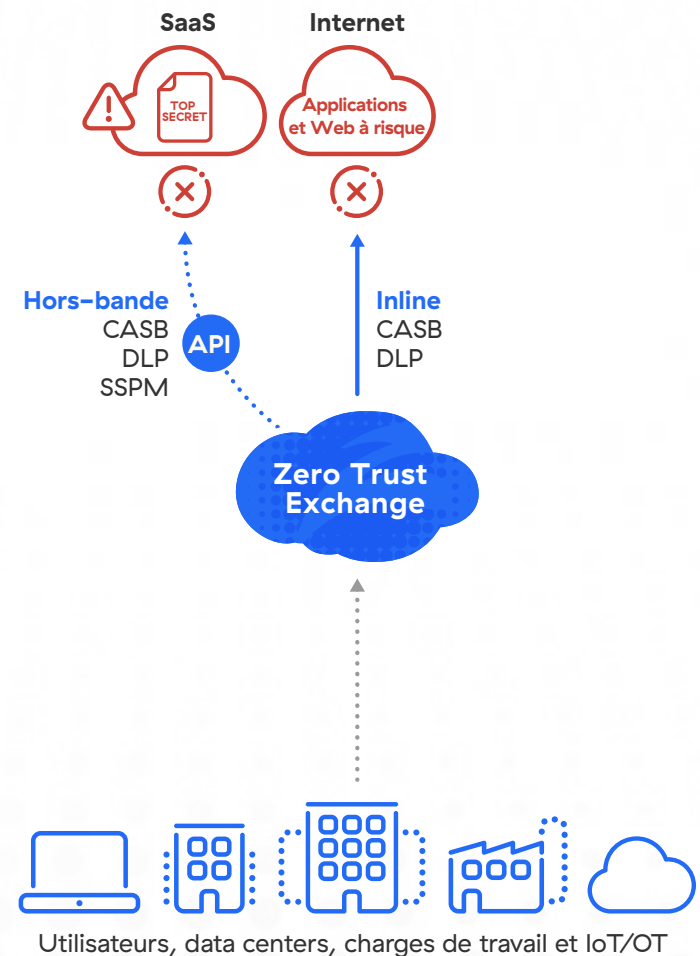 SaaS
Internet
TOP
SECRET
Applications
et Web à risque
Hors-bande
CASB
DLP
SSPM
API
Inline
CASB
DLP
Zero Trust
Exchange
Utilisateurs, data centers, charges de travail et IoT/OT